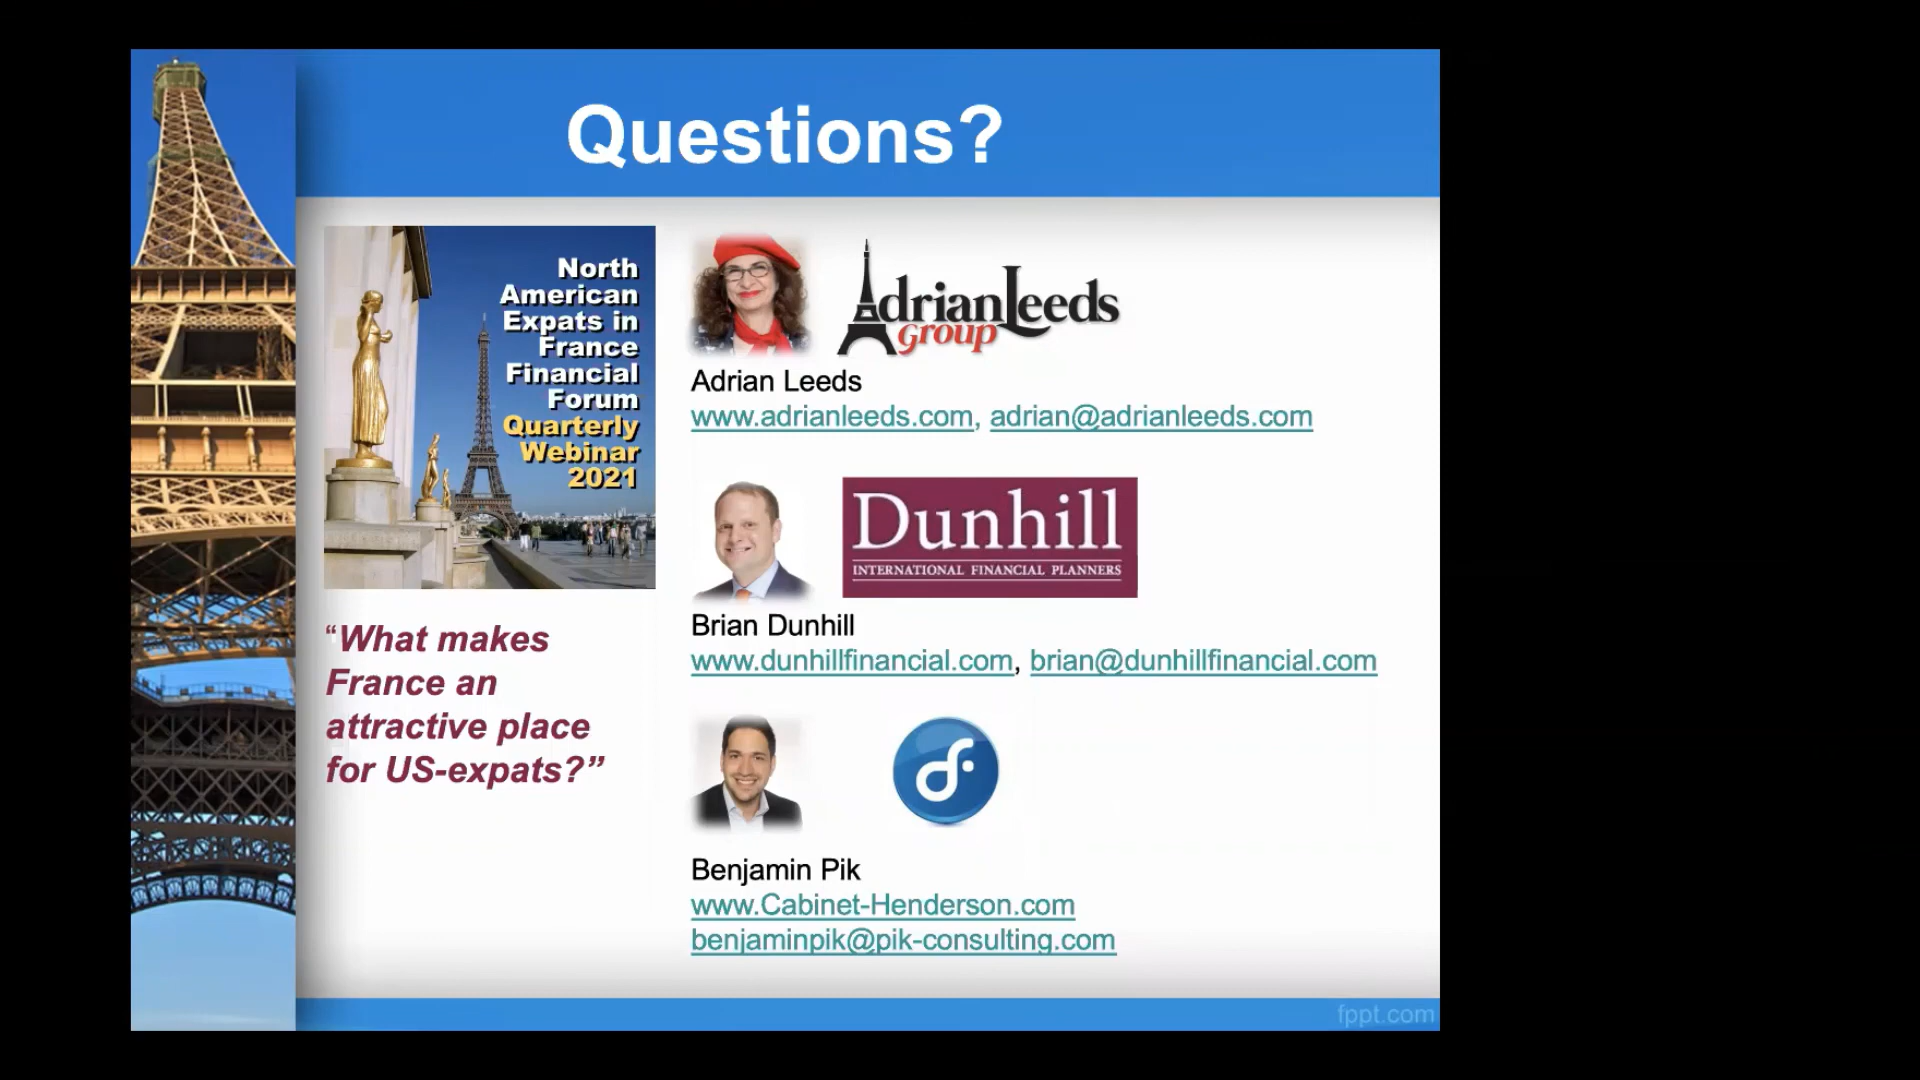 Questions?
North
American
Expats in
France
Financial
Forum
Quarterly
Webinar
2021
“What makes
France an
attractive place
for US-expats?”
AdrianLeeds
group
Adrian Leeds
www.adrianleeds.com, adrian@adrianleeds.com
Dunhill
INTERNATIONAL FINANCIAL PLANNERS
Brian Dunhill
www.dunhillfinancial.com, brian@dunhillfinancial.com
Benjamin Pik
www.Cabinet-Henderson.com
benjaminpik@pik-consulting.com
fppt.com